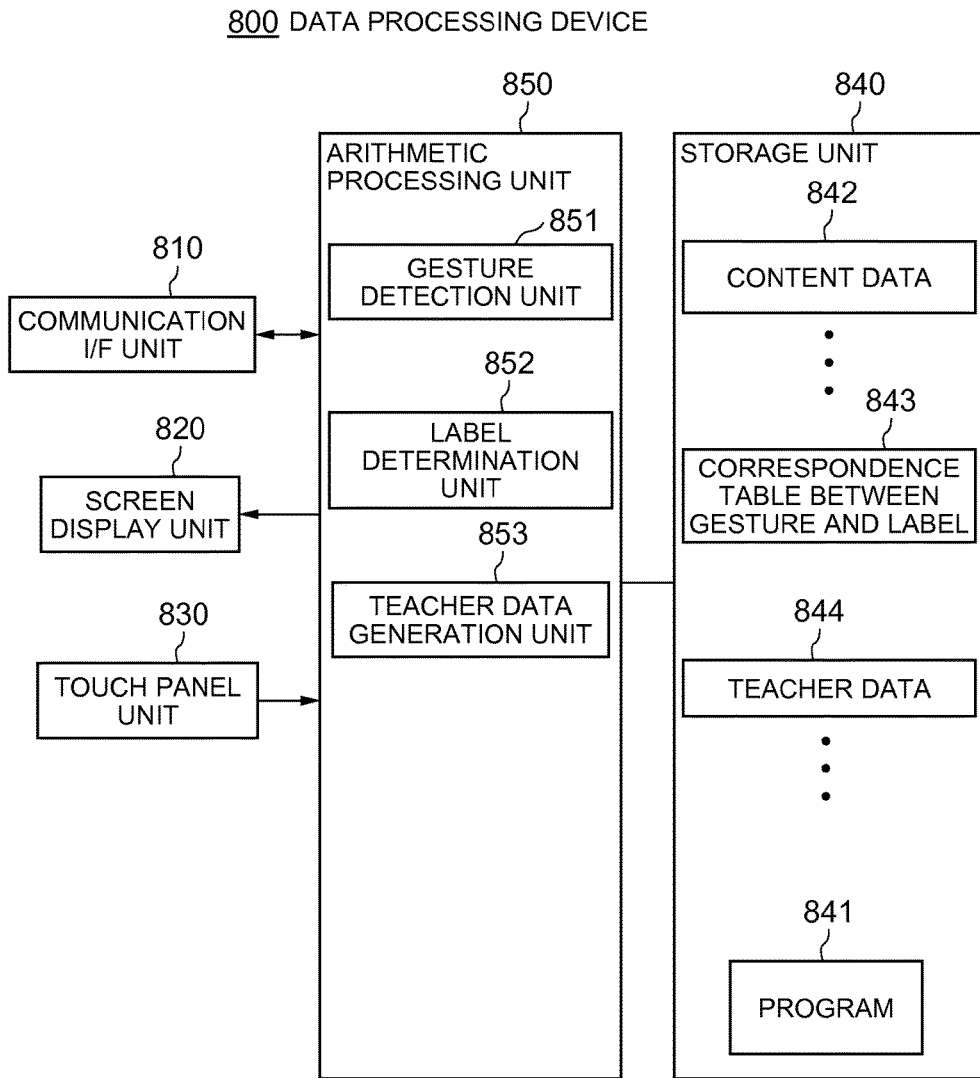 800 DATA PROCESSING DEVICE
850
840
ARITHMETIC
PROCESSING UNIT
STORAGE UNIT
851
842
GESTURE
DETECTION UNIT
CONTENT DATA
810
COMMUNICATION
I/F UNIT
852
843
LABEL
DETERMINATION
UNIT
CORRESPONDENCE
TABLE BETWEEN
GESTURE AND LABEL
820
SCREEN
DISPLAY UNIT
853
TEACHER DATA
GENERATION UNIT
844
TEACHER DATA
830
TOUCH PANEL
UNIT
841
PROGRAM